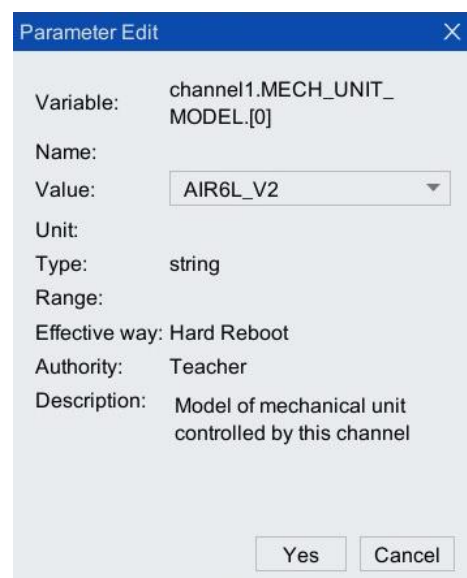 Parameter Edit
Variable: channel1.MECH_UNIT_
MODEL.[0]
Name:
Value: AIR6L_V2
Unit:
Type: string
Range:
Effective way: Hard Reboot
Authority: Teacher
Description: Model of mechanical unit
controlled by this channel
Yes Cancel